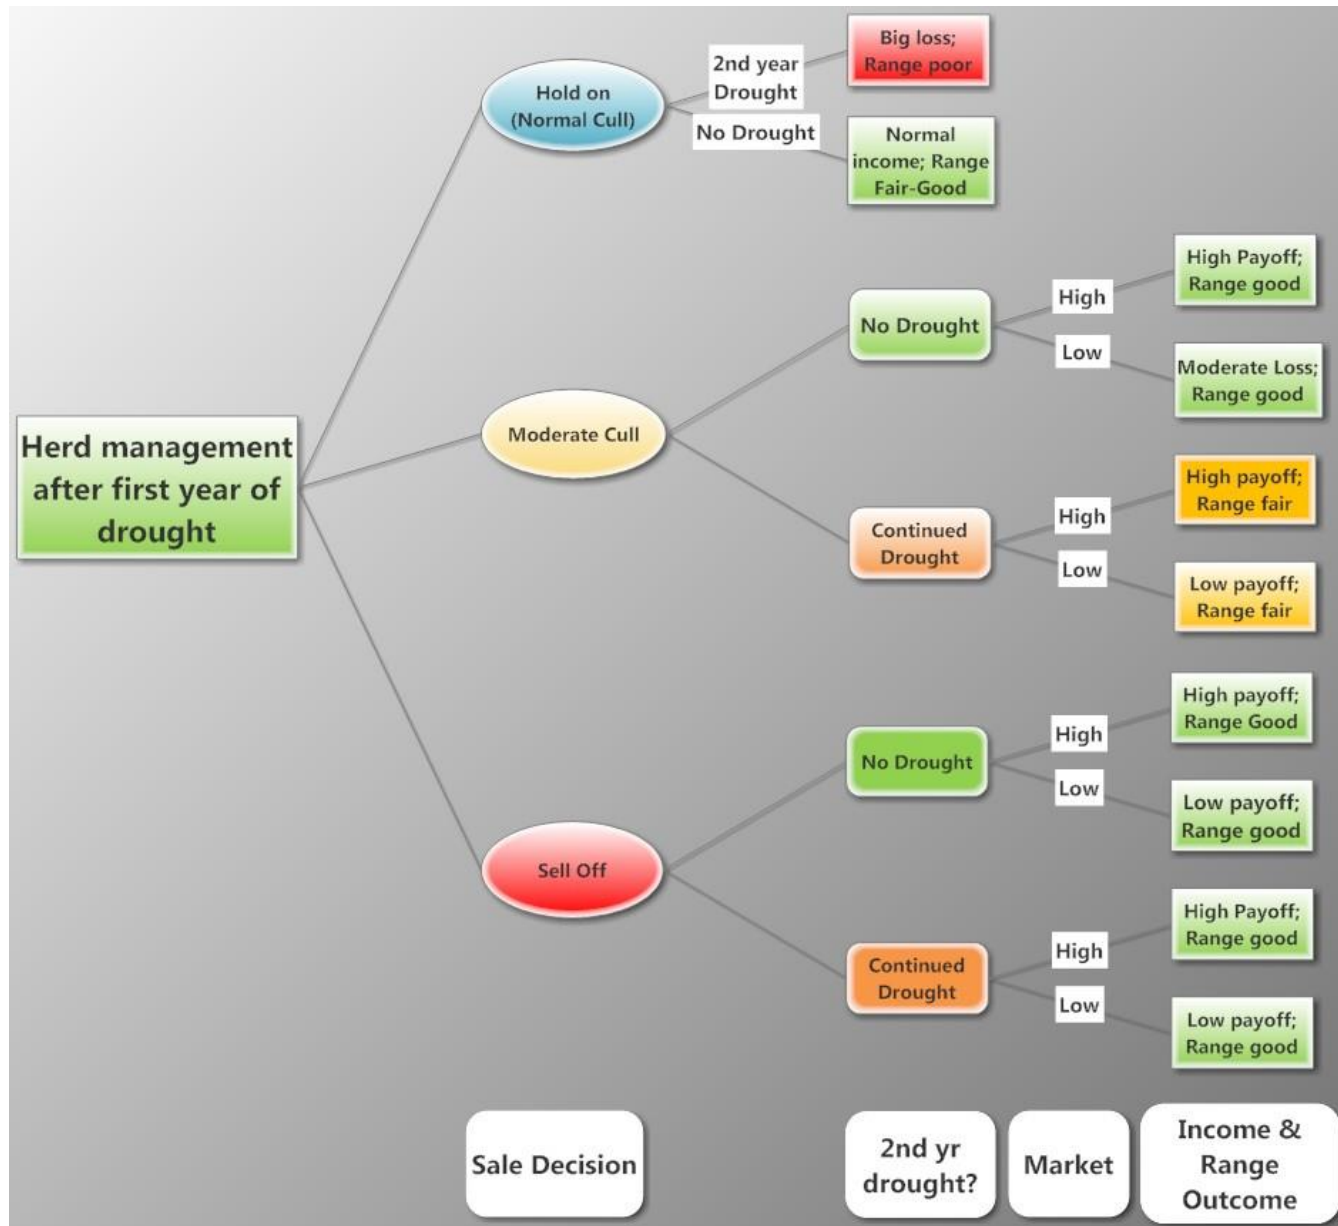 Herd management
after first year of
drought
Hold on
(Normal Cull)
2nd year
Drought
No Drought
Big loss;
Range poor
Normal
income; Range
Fair-Good
Moderate Cull
No Drought
High
Low
High Payoff;
Range good
Moderate Loss;
Range good
Continued
Drought
High
Low
High payoff;
Range fair
Low payoff;
Range fair
Sell Off
No Drought
High
Low
High payoff;
Range Good
Low payoff;
Range good
Continued
Drought
High
Low
High Payoff;
Range good
Low payoff;
Range good
Sale Decision
2nd yr
drought?
Market
Income &
Range
Outcome